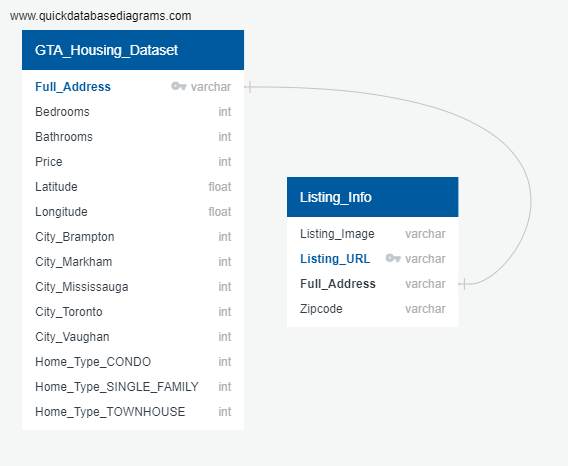 www.quickdatabasediagrams.com
GTA_Housing_Dataset
Full_Address varchar
Bedrooms int
Bathrooms int
Price int
Latitude float
Longitude float
City_Brampton int
City_Markham int
City_Mississauga int
City_Toronto int
City_Vaughan int
Home_Type_CONDO int
Home_Type_SINGLE_FAMILY int
Home_Type_TOWNHOUSE int
Listing_Info
Listing_Image varchar
Listing_URL varchar
Full_Address varchar
Zipcode varchar